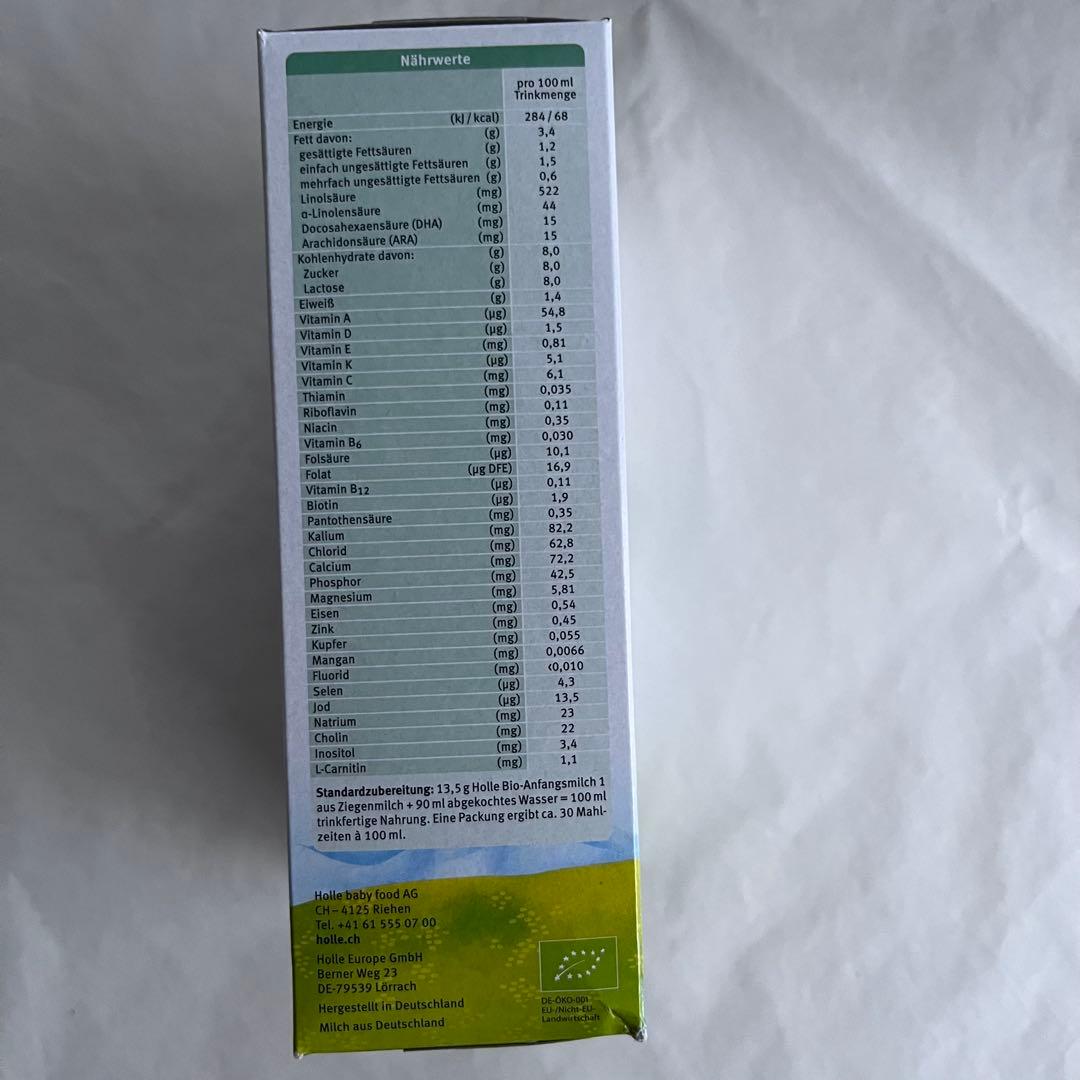 Nährwerte
pro 100 ml
Trinkmenge
Energie (kJ / kcal) 284 / 68
Fett davon: (g) 3,4
gesättigte Fettsäuren (g) 1,2
einfach ungesättigte Fettsäuren (g) 1,5
mehrfach ungesättigte Fettsäuren (g) 0,6
Linolsäure (mg) 522
α-Linolensäure (mg) 44
Docosahexaensäure (DHA) (mg) 15
Arachidonsäure (ARA) (mg) 15
Kohlenhydrate davon: (g) 8,0
Zucker (g) 8,0
Lactose (g) 8,0
Eiweiß (g) 1,4
Vitamin A (µg) 54,8
Vitamin D (µg) 1,5
Vitamin E (mg) 0,81
Vitamin K (µg) 5,1
Vitamin C (mg) 6,1
Thiamin (mg) 0,035
Riboflavin (mg) 0,11
Niacin (mg) 0,35
Vitamin B6 (mg) 0,030
Folsäure (µg) 10,1
Folat (µg DFE) 16,9
Vitamin B12 (µg) 0,11
Biotin (µg) 1,9
Pantothensäure (mg) 0,35
Kalium (mg) 82,2
Chlorid (mg) 62,8
Calcium (mg) 72,2
Phosphor (mg) 42,5
Magnesium (mg) 5,81
Eisen (mg) 0,54
Zink (mg) 0,45
Kupfer (mg) 0,055
Mangan (mg) 0,0066
Fluorid (mg) <0,010
Selen (µg) 4,3
Jod (µg) 13,5
Natrium (mg) 23
Cholin (mg) 22
Inositol (mg) 3,4
L-Carnitin (mg) 1,1
Standardzubereitung: 13,5 g Holle Bio-Anfangsmilch 1
aus Ziegenmilch + 90 ml abgekochtes Wasser = 100 ml
trinkfertige Nahrung. Eine Packung ergibt ca. 30 Mahl-
zeiten à 100 ml.
Holle baby food AG
CH – 4125 Riehen
Tel. +41 61 555 07 00
holle.ch
Holle Europe GmbH
Berner Weg 23
DE-79539 Lörrach
Hergestellt in Deutschland
Milch aus Deutschland
DE-ÖKO-001
EU-/Nicht-EU-
Landwirtschaft